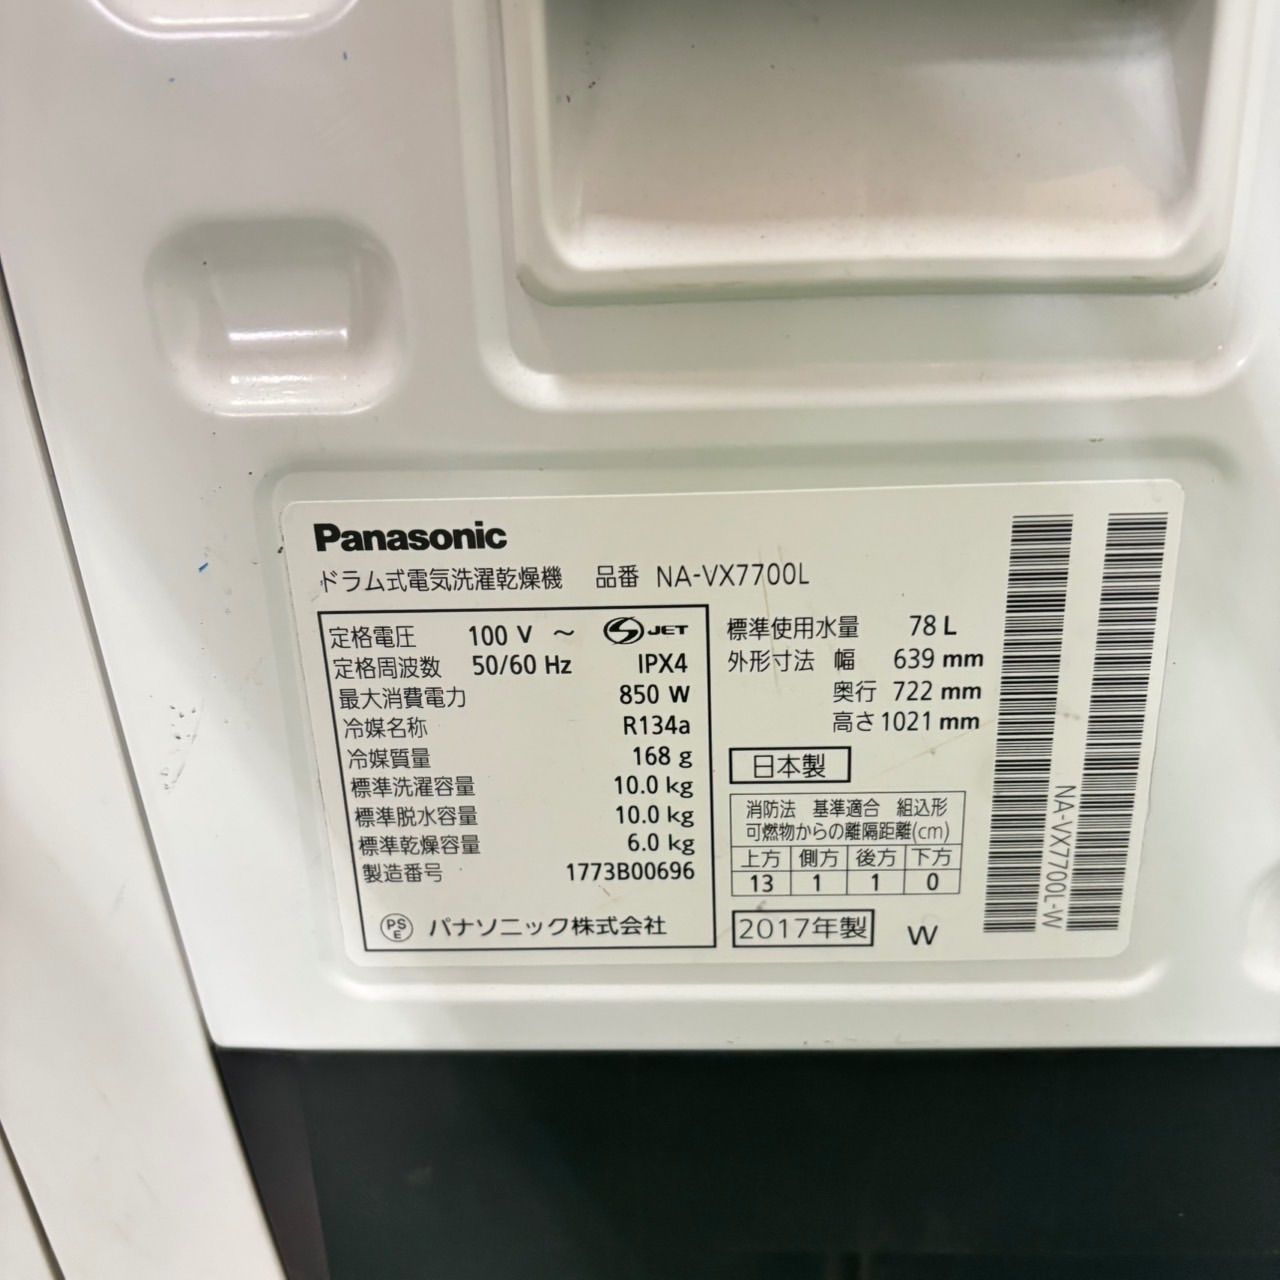 Panasonic
ドラム式電気洗濯乾燥機 品番 NA-VX7700L
定格電圧 100 V ～ S JET
定格周波数 50/60 Hz IPX4
最大消費電力 850 W
冷媒名称 R134a
冷媒質量 168 g
標準洗濯容量 10.0 kg
標準脱水容量 10.0 kg
標準乾燥容量 6.0 kg
製造番号 1773B00696
PS E パナソニック株式会社
標準使用水量 78 L
外形寸法 幅 639 mm
奥行 722 mm
高さ 1021 mm
日本製
消防法 基準適合 組込形
可燃物からの離隔距離(cm)
上方 側方 後方 下方
13 1 1 0
2017年製 W
NA-VX7700L-W